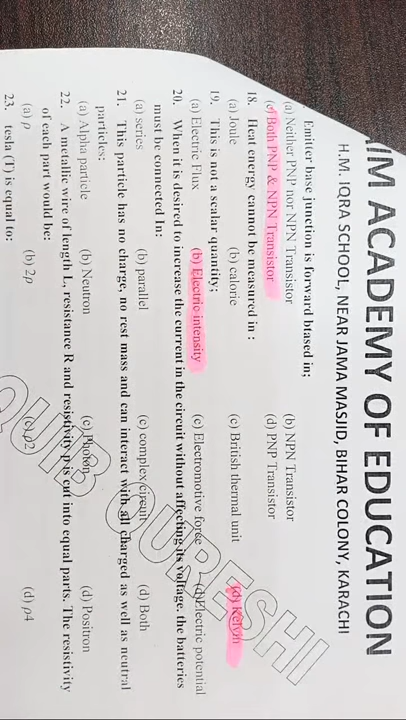 IM ACADEMY OF EDUCATION
H.M. IQRA SCHOOL, NEAR JAMA MASJID, BIHAR COLONY, KARACHI
Emitter base junction is forward biased in;
(a) Neither PNP nor NPN Transistor (b) NPN Transistor
(c) Both PNP & NPN Transistor (d) PNP Transistor
18. Heat energy cannot be measured in :
(a) Joule (b) calorie (c) British thermal unit (d) Kelvin
19. This is not a scalar quantity;
(a) Electric Flux (b) Electric intensity (c) Electromotive force (d) Electric potential
20. When it is desired to increase the current in the circuit without affecting its voltage, the batteries
must be connected In:
(a) series (b) parallel (c) complex circuit (d) Both
21. This particle has no charge, no rest mass and can interact with all charged as well as neutral
particles:
(a) Alpha particle (b) Neutron (c) Photon (d) Positron
22. A metallic wire of length L, resistance R and resistivity ρ is cut into equal parts. The resistivity
of each part would be:
(a) ρ (b) 2ρ (c) ρ2 (d) ρ4
23. tesla (T) is equal to:
QUIB QURESHI